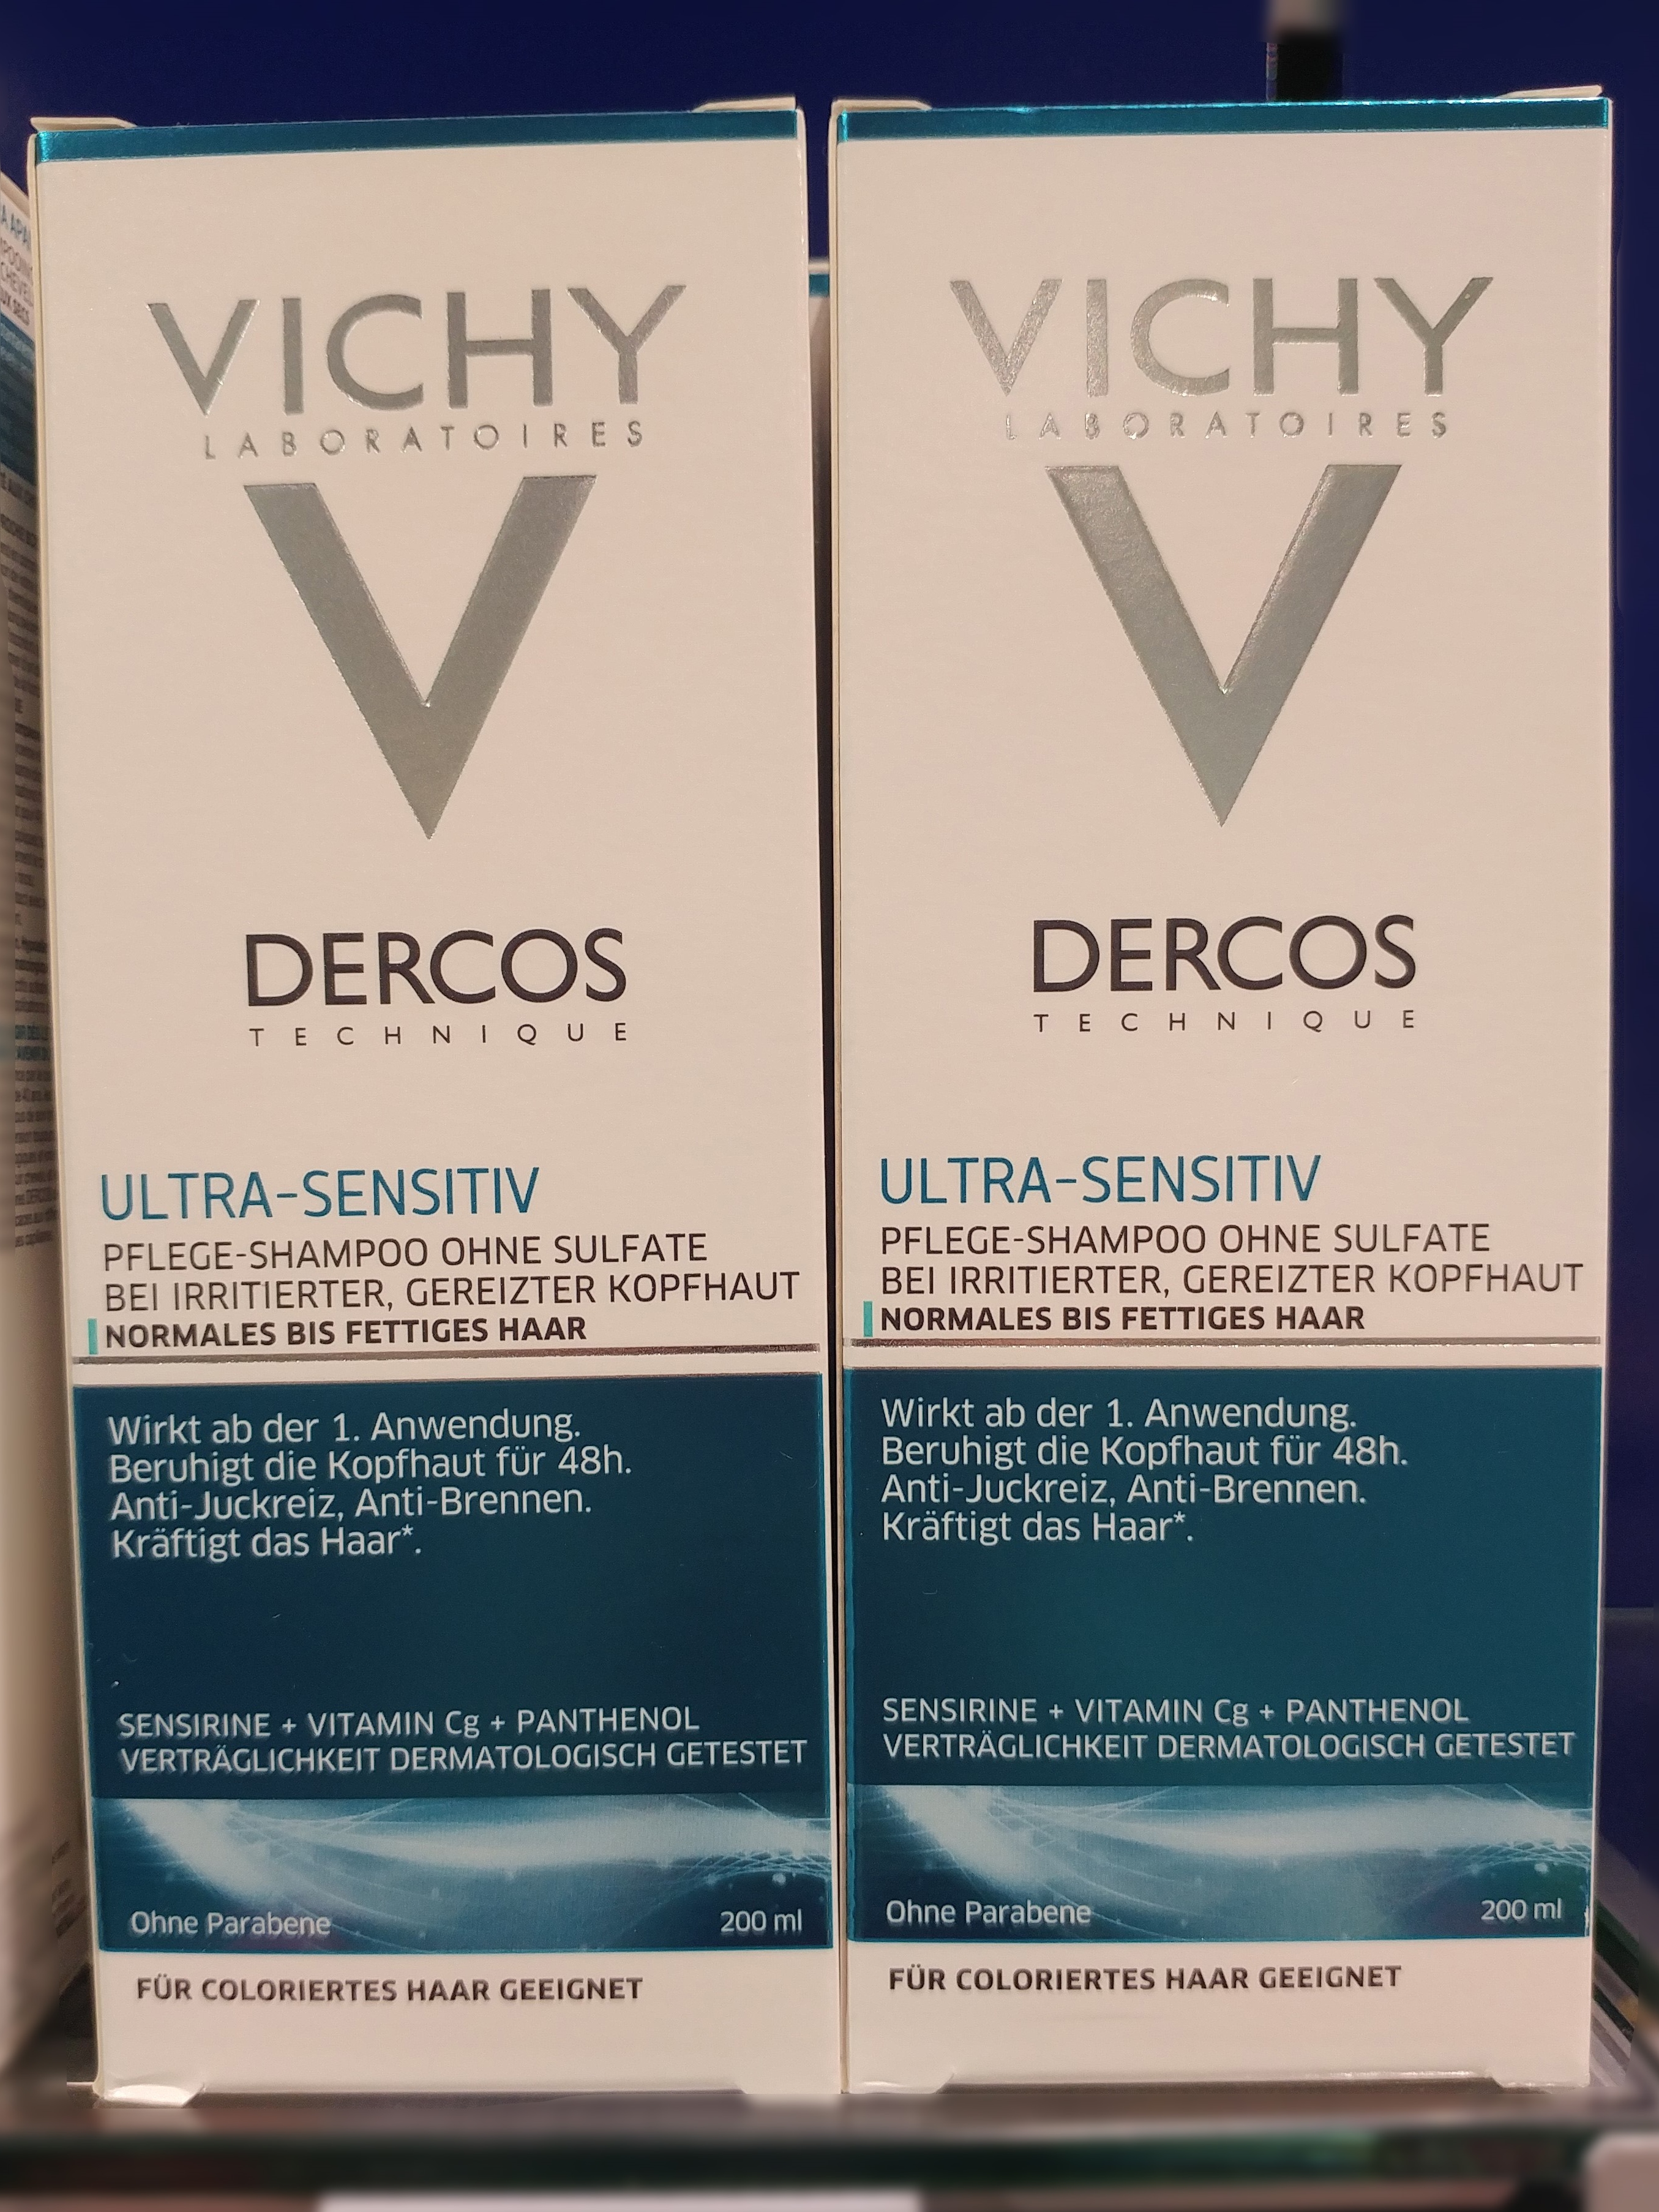 VICHY
LABORATOIRES
V
DERCOS
TECHNIQUE
ULTRA-SENSITIV
PFLEGE-SHAMPOO OHNE SULFATE
BEI IRRITIERTER, GEREIZTER KOPFHAUT
NORMALES BIS FETTIGES HAAR
Wirkt ab der 1. Anwendung.
Beruhigt die Kopfhaut für 48h.
Anti-Juckreiz, Anti-Brennen.
Kräftigt das Haar*.
SENSIRINE + VITAMIN Cg + PANTHENOL
VERTRÄGLICHKEIT DERMATOLOGISCH GETESTET
Ohne Parabene
200 ml
FÜR COLORIERTES HAAR GEEIGNET
VICHY
LABORATOIRES
V
DERCOS
TECHNIQUE
ULTRA-SENSITIV
PFLEGE-SHAMPOO OHNE SULFATE
BEI IRRITIERTER, GEREIZTER KOPFHAUT
NORMALES BIS FETTIGES HAAR
Wirkt ab der 1. Anwendung.
Beruhigt die Kopfhaut für 48h.
Anti-Juckreiz, Anti-Brennen.
Kräftigt das Haar*.
SENSIRINE + VITAMIN Cg + PANTHENOL
VERTRÄGLICHKEIT DERMATOLOGISCH GETESTET
Ohne Parabene
200 ml
FÜR COLORIERTES HAAR GEEIGNET